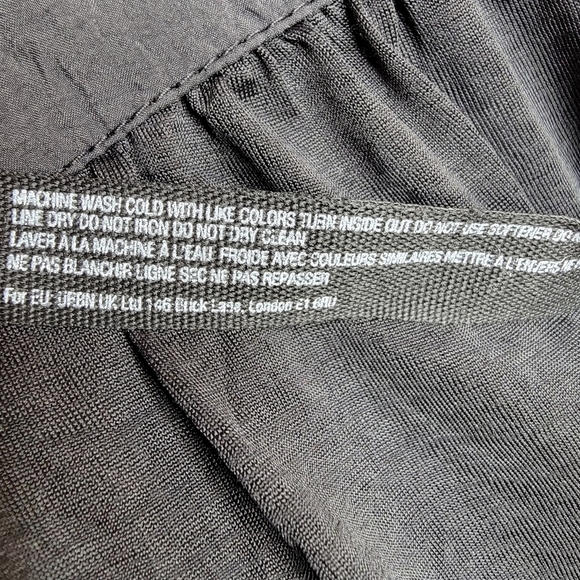 MACHINE WASH COLD WITH LIKE COLORS TURN INSIDE OUT DO NOT USE SOFTENER DO
LINE DRY DO NOT IRON DO NOT DRY CLEAN
LAVER À LA MACHINE À L'EAU FROIDE AVEC COULEURS SIMILAIRES METTRE À L'ENVERS NE
NE PAS BLANCHIR LIGNE SEC NE PAS REPASSER
For EU: URBN UK Ltd 146 Brick Lane, London E1 6RU